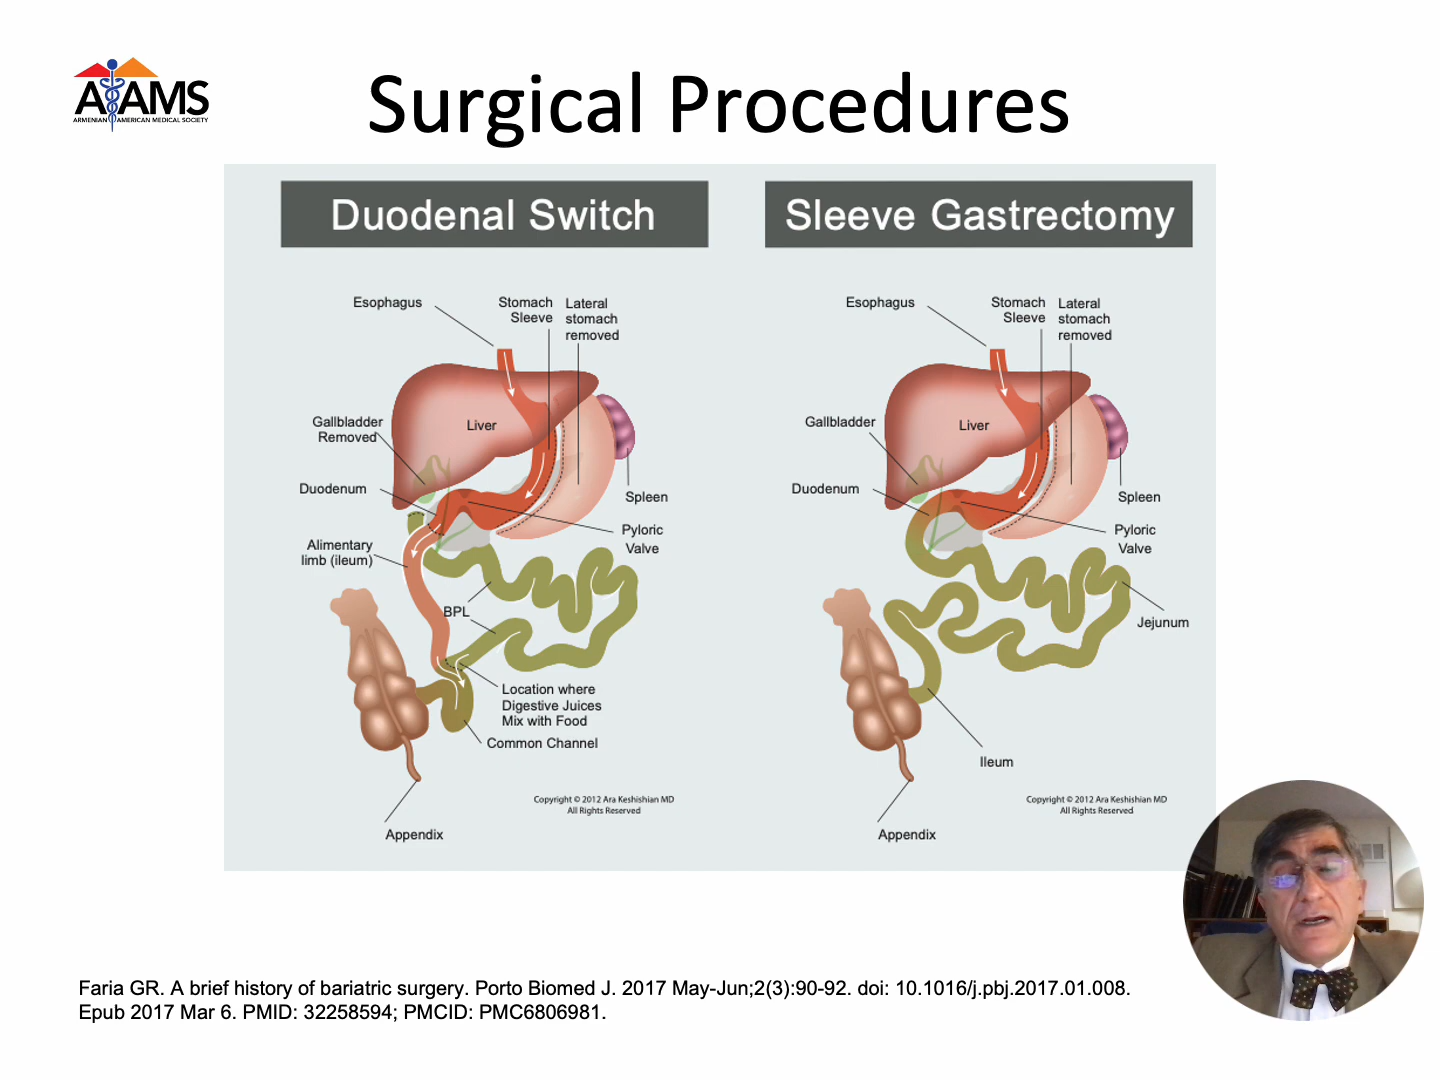 AAMS
ARMENIAN AMERICAN MEDICAL SOCIETY
Surgical Procedures
Duodenal Switch
Esophagus
Stomach
Sleeve
Lateral
stomach
removed
Gallbladder
Removed
Liver
Duodenum
Spleen
Pyloric
Valve
Alimentary
limb (ileum)
BPL
Location where
Digestive Juices
Mix with Food
Common Channel
Copyright © 2012 Ara Keshishian MD
All Rights Reserved
Appendix
Sleeve Gastrectomy
Esophagus
Stomach
Sleeve
Lateral
stomach
removed
Gallbladder
Liver
Duodenum
Spleen
Pyloric
Valve
Jejunum
Ileum
Copyright © 2012 Ara Keshishian MD
All Rights Reserved
Appendix
Faria GR. A brief history of bariatric surgery. Porto Biomed J. 2017 May-Jun;2(3):90-92. doi: 10.1016/j.pbj.2017.01.008.
Epub 2017 Mar 6. PMID: 32258594; PMCID: PMC6806981.